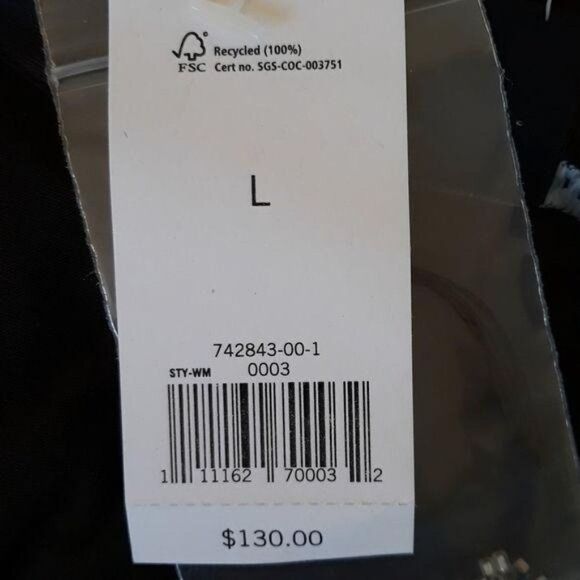 FSC
Recycled (100%)
Cert no. SGS-COC-003751
L
742843-00-1
STY-WM 0003
1 11162 70003 2
$130.00